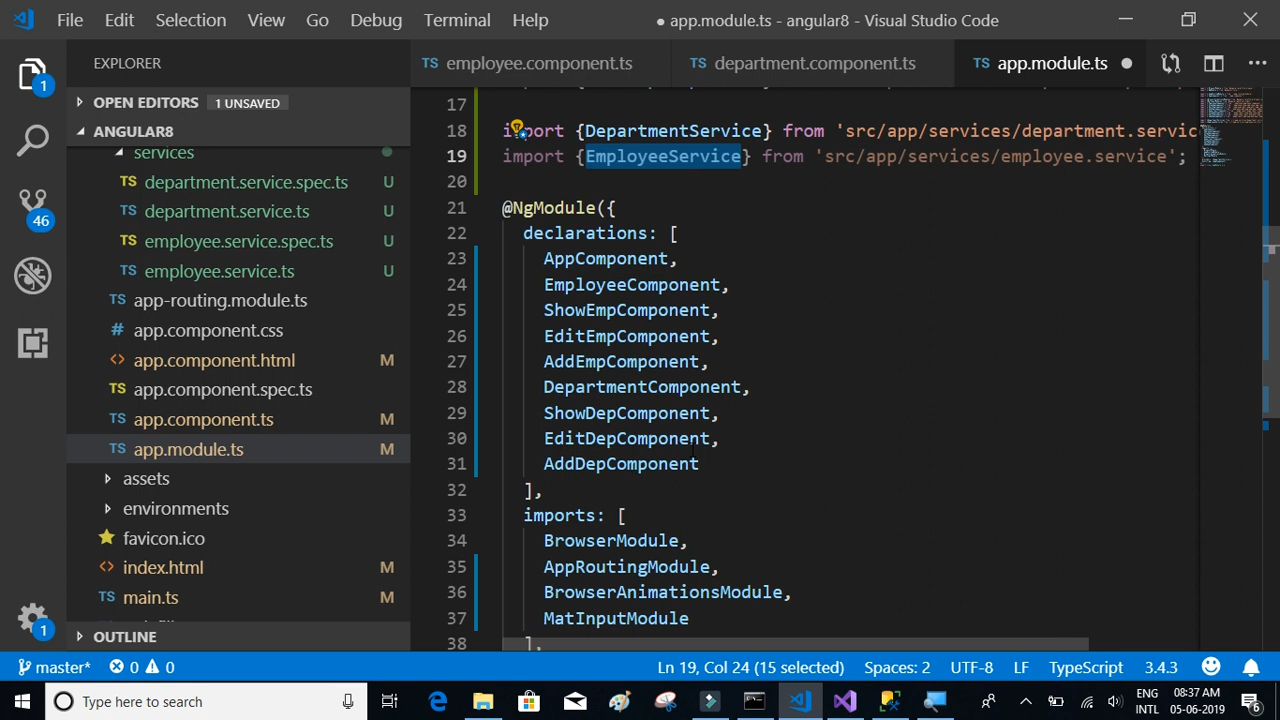 File Edit Selection View Go Debug Terminal Help
● app.module.ts - angular8 - Visual Studio Code
EXPLORER
TS employee.component.ts
TS department.component.ts
TS app.module.ts
1
OPEN EDITORS 1 UNSAVED
ANGULAR8
services
TS department.service.spec.ts U
TS department.service.ts U
TS employee.service.spec.ts U
TS employee.service.ts U
TS app-routing.module.ts
# app.component.css
<> app.component.html M
TS app.component.spec.ts
TS app.component.ts M
TS app.module.ts M
assets
environments
favicon.ico
index.html M
main.ts M
OUTLINE
46
1
17
18 import {DepartmentService} from 'src/app/services/department.servic
19 import {EmployeeService} from 'src/app/services/employee.service';
20
21 @NgModule({
22 declarations: [
23 AppComponent,
24 EmployeeComponent,
25 ShowEmpComponent,
26 EditEmpComponent,
27 AddEmpComponent,
28 DepartmentComponent,
29 ShowDepComponent,
30 EditDepComponent,
31 AddDepComponent
32 ],
33 imports: [
34 BrowserModule,
35 AppRoutingModule,
36 BrowserAnimationsModule,
37 MatInputModule
38 ],
master* 0 0
Ln 19, Col 24 (15 selected) Spaces: 2 UTF-8 LF TypeScript 3.4.3
Type here to search
ENG
INTL
08:37 AM
05-06-2019
6